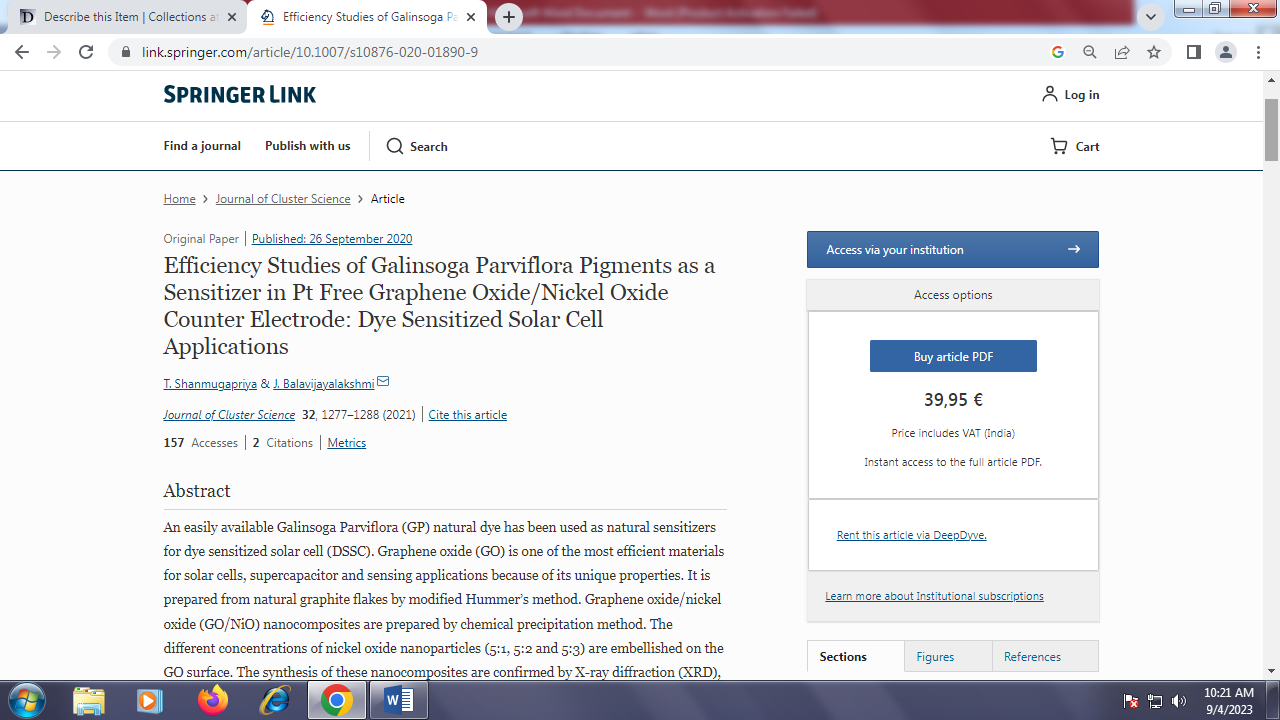 Describe this Item | Collections at
Efficiency Studies of Galinsoga Pa
link.springer.com/article/10.1007/s10876-020-01890-9
SPRINGER LINK
Log in
Find a journal
Publish with us
Search
Cart
Home > Journal of Cluster Science > Article
Original Paper | Published: 26 September 2020
Efficiency Studies of Galinsoga Parviflora Pigments as a
Sensitizer in Pt Free Graphene Oxide/Nickel Oxide
Counter Electrode: Dye Sensitized Solar Cell
Applications
T. Shanmugapriya & J. Balavijayalakshmi
Journal of Cluster Science 32, 1277–1288 (2021) | Cite this article
157 Accesses | 2 Citations | Metrics
Abstract
An easily available Galinsoga Parviflora (GP) natural dye has been used as natural sensitizers
for dye sensitized solar cell (DSSC). Graphene oxide (GO) is one of the most efficient materials
for solar cells, supercapacitor and sensing applications because of its unique properties. It is
prepared from natural graphite flakes by modified Hummer's method. Graphene oxide/nickel
oxide (GO/NiO) nanocomposites are prepared by chemical precipitation method. The
different concentrations of nickel oxide nanoparticles (5:1, 5:2 and 5:3) are embellished on the
GO surface. The synthesis of these nanocomposites are confirmed by X-ray diffraction (XRD),
Access via your institution
Access options
Buy article PDF
39,95 €
Price includes VAT (India)
Instant access to the full article PDF.
Rent this article via DeepDyve.
Learn more about Institutional subscriptions
Sections
Figures
References
10:21 AM
9/4/2023